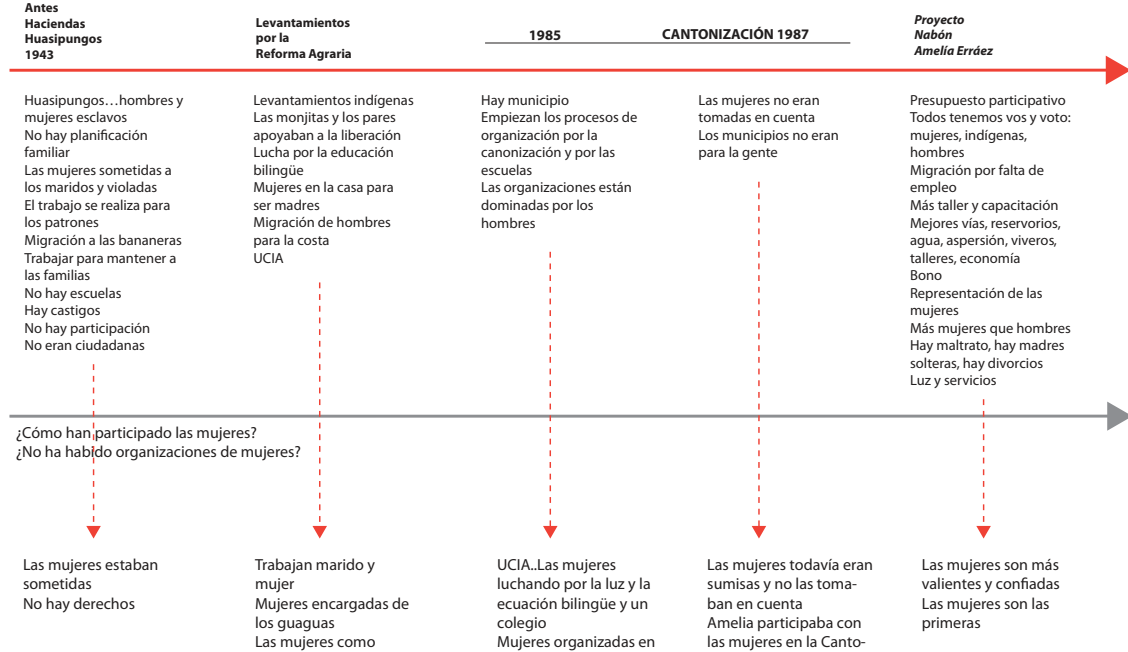 Antes
Haciendas
Huasipungos
1943
Levantamientos
por la
Reforma Agraria
1985
CANTONIZACIÓN 1987
Proyecto
Nabón
Amelía Erráez
Huasipungos…hombres y
mujeres esclavos
No hay planificación
familiar
Las mujeres sometidas a
los maridos y violadas
El trabajo se realiza para
los patrones
Migración a las bananeras
Trabajar para mantener a
las familias
No hay escuelas
Hay castigos
No hay participación
No eran ciudadanas
Levantamientos indígenas
Las monjitas y los pares
apoyaban a la liberación
Lucha por la educación
bilingüe
Mujeres en la casa para
ser madres
Migración de hombres
para la costa
UCIA
Hay municipio
Empiezan los procesos de
organización por la
canonización y por las
escuelas
Las organizaciones están
dominadas por los
hombres
Las mujeres no eran
tomadas en cuenta
Los municipios no eran
para la gente
Presupuesto participativo
Todos tenemos vos y voto:
mujeres, indígenas,
hombres
Migración por falta de
empleo
Más taller y capacitación
Mejores vías, reservorios,
agua, aspersión, viveros,
talleres, economía
Bono
Representación de las
mujeres
Más mujeres que hombres
Hay maltrato, hay madres
solteras, hay divorcios
Luz y servicios
¿Cómo han participado las mujeres?
¿No ha habido organizaciones de mujeres?
Las mujeres estaban
sometidas
No hay derechos
Trabajan marido y
mujer
Mujeres encargadas de
los guaguas
Las mujeres como
UCIA..Las mujeres
luchando por la luz y la
ecuación bilingüe y un
colegio
Mujeres organizadas en
Las mujeres todavía eran
sumisas y no las toma-
ban en cuenta
Amelia participaba con
las mujeres en la Canto-
Las mujeres son más
valientes y confiadas
Las mujeres son las
primeras